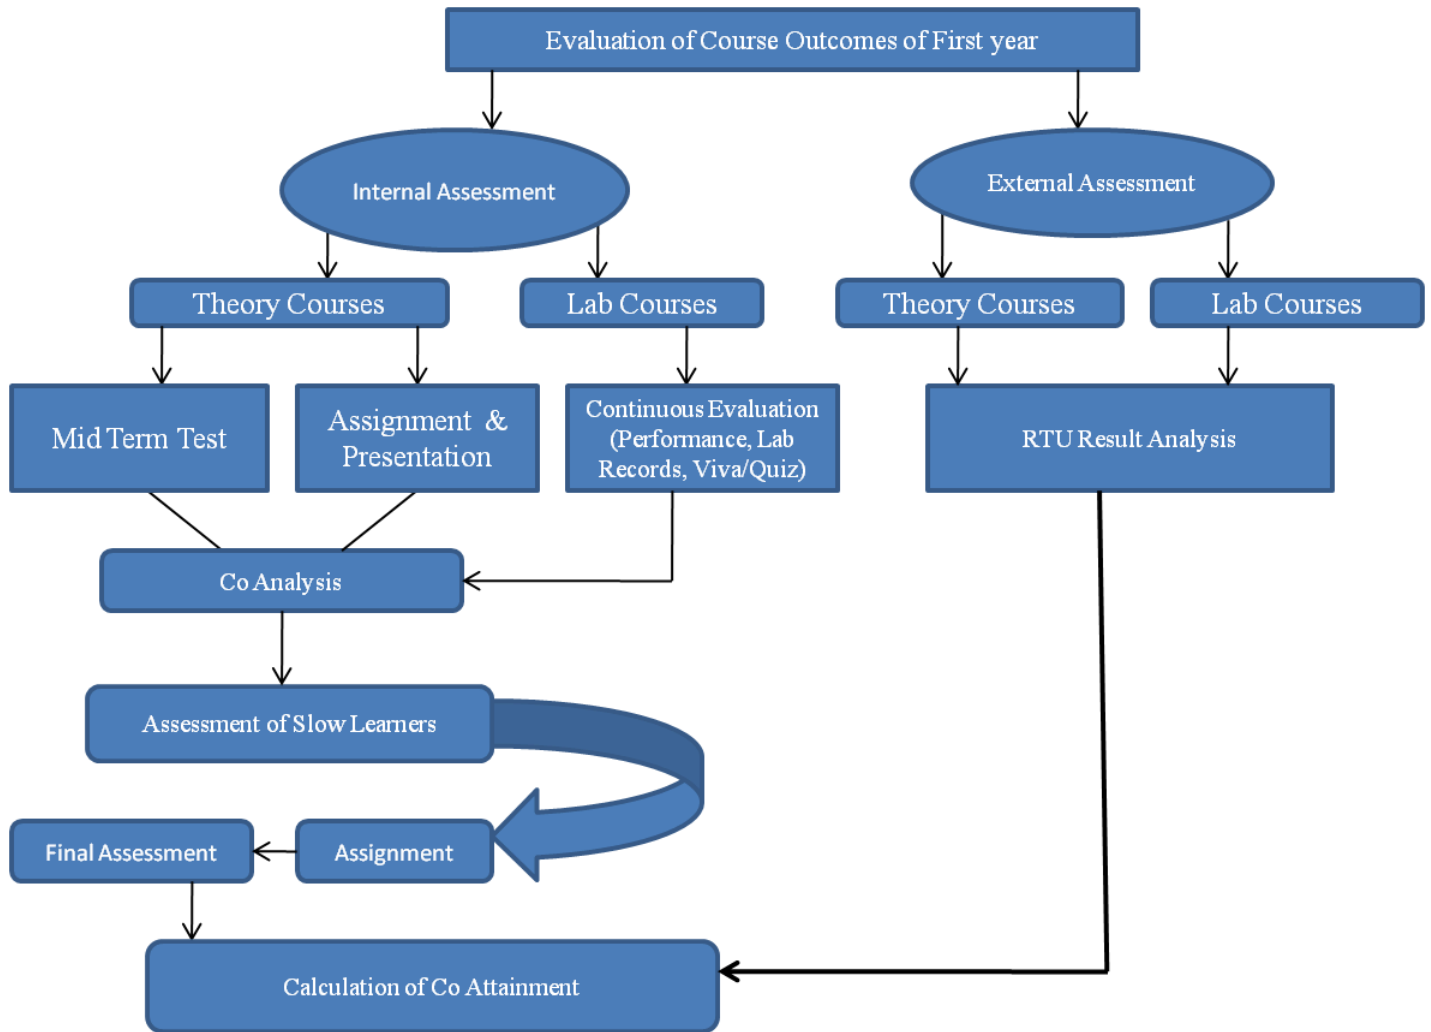 Evaluation of Course Outcomes of First year
Internal Assessment
External Assessment
Theory Courses
Lab Courses
Theory Courses
Lab Courses
Mid Term Test
Assignment &
Presentation
Continuous Evaluation
(Performance, Lab
Records, Viva/Quiz)
RTU Result Analysis
Co Analysis
Assessment of Slow Learners
Final Assessment
Assignment
Calculation of Co Attainment